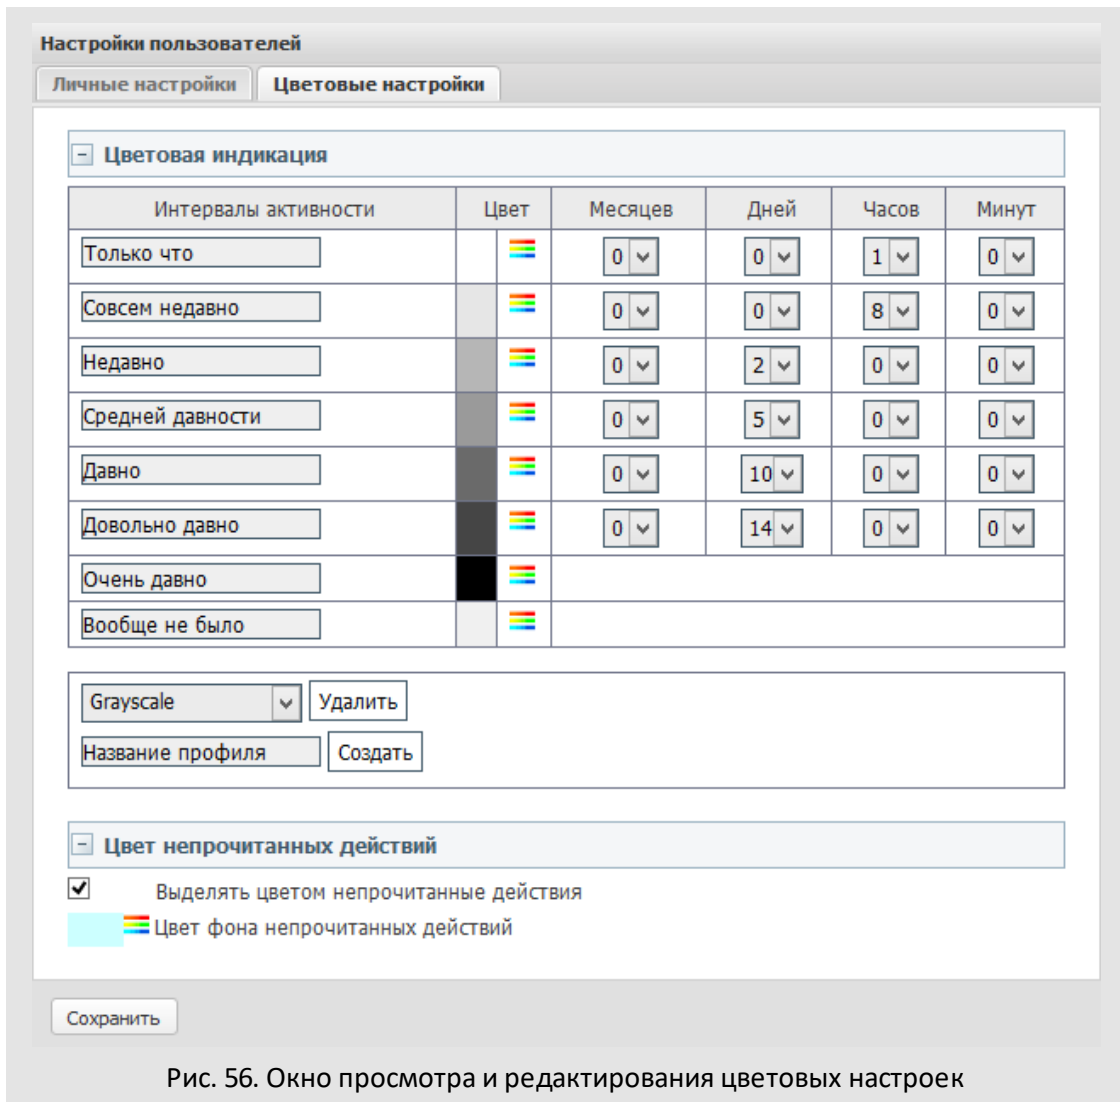 Настройки пользователей
Личные настройки Цветовые настройки
Цветовая индикация
Интервалы активности Цвет Месяцев Дней Часов Минут
Только что 0 0 1 0
Совсем недавно 0 0 8 0
Недавно 0 2 0 0
Средней давности 0 5 0 0
Давно 0 10 0 0
Довольно давно 0 14 0 0
Очень давно
Вообще не было
Grayscale Удалить
Название профиля Создать
Цвет непрочитанных действий
Выделять цветом непрочитанные действия
Цвет фона непрочитанных действий
Сохранить
Рис. 56. Окно просмотра и редактирования цветовых настроек